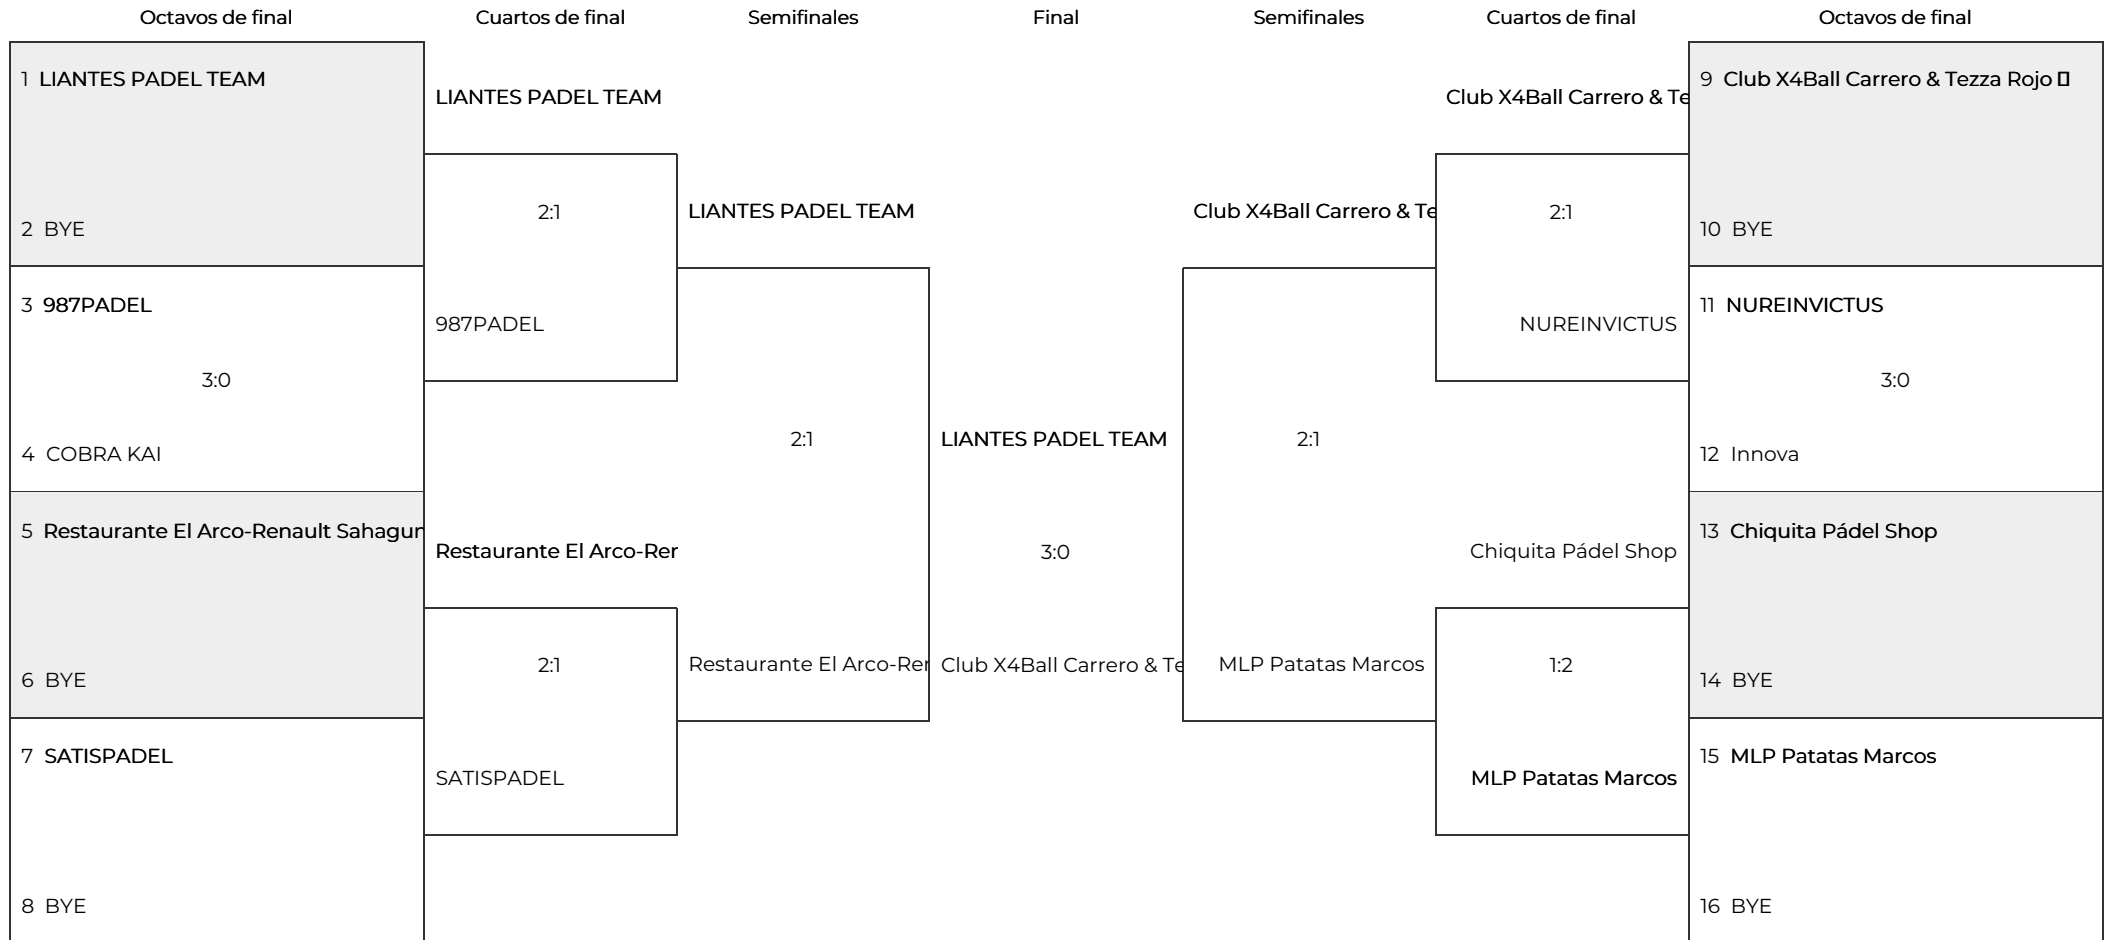 Octavos de final
Cuartos de final
Semifinales
Final
Semifinales
Cuartos de final
Octavos de final
1 LIANTES PADEL TEAM
2 BYE
3 987PADEL
3:0
4 COBRA KAI
5 Restaurante El Arco-Renault Sahagun
6 BYE
7 SATISPADEL
8 BYE
LIANTES PADEL TEAM
2:1
987PADEL
Restaurante El Arco-Rer
2:1
SATISPADEL
LIANTES PADEL TEAM
2:1
Restaurante El Arco-Rer
LIANTES PADEL TEAM
3:0
Club X4Ball Carrero & Te
Club X4Ball Carrero & Te
2:1
MLP Patatas Marcos
Club X4Ball Carrero & Te
2:1
NUREINVICTUS
Chiquita Pádel Shop
1:2
MLP Patatas Marcos
9 Club X4Ball Carrero & Tezza Rojo
10 BYE
11 NUREINVICTUS
3:0
12 Innova
13 Chiquita Pádel Shop
14 BYE
15 MLP Patatas Marcos
16 BYE